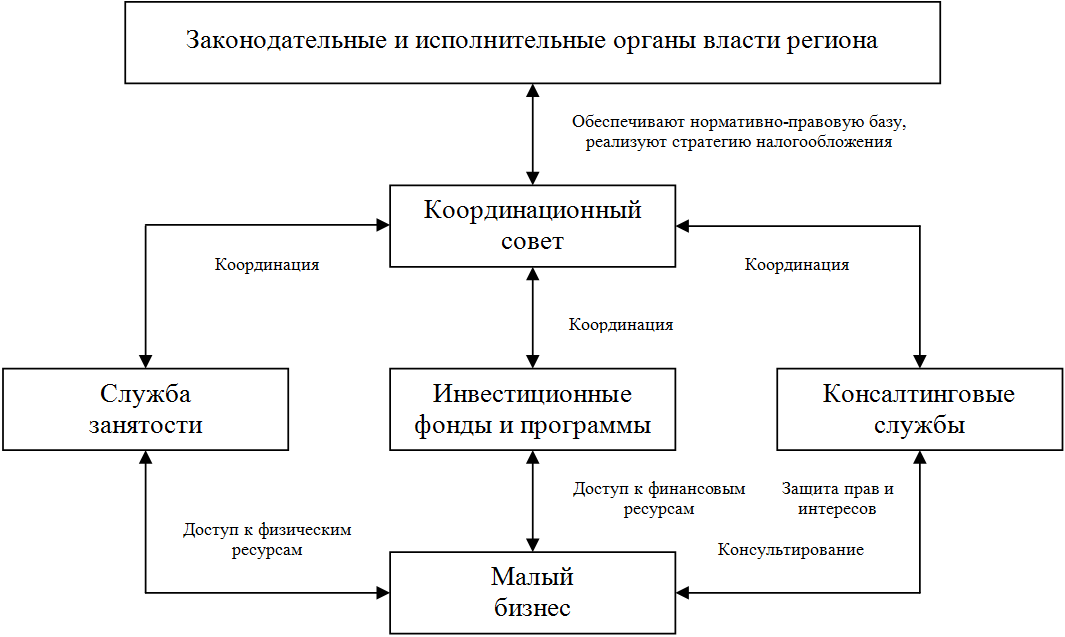 Законодательные и исполнительные органы власти региона
Обеспечивают нормативно-правовую базу,
реализуют стратегию налогообложения
Координационный
совет
Координация
Координация
Координация
Служба
занятости
Инвестиционные
фонды и программы
Консалтинговые
службы
Доступ к физическим
ресурсам
Доступ к финансовым
ресурсам
Защита прав и
интересов
Консультирование
Малый
бизнес